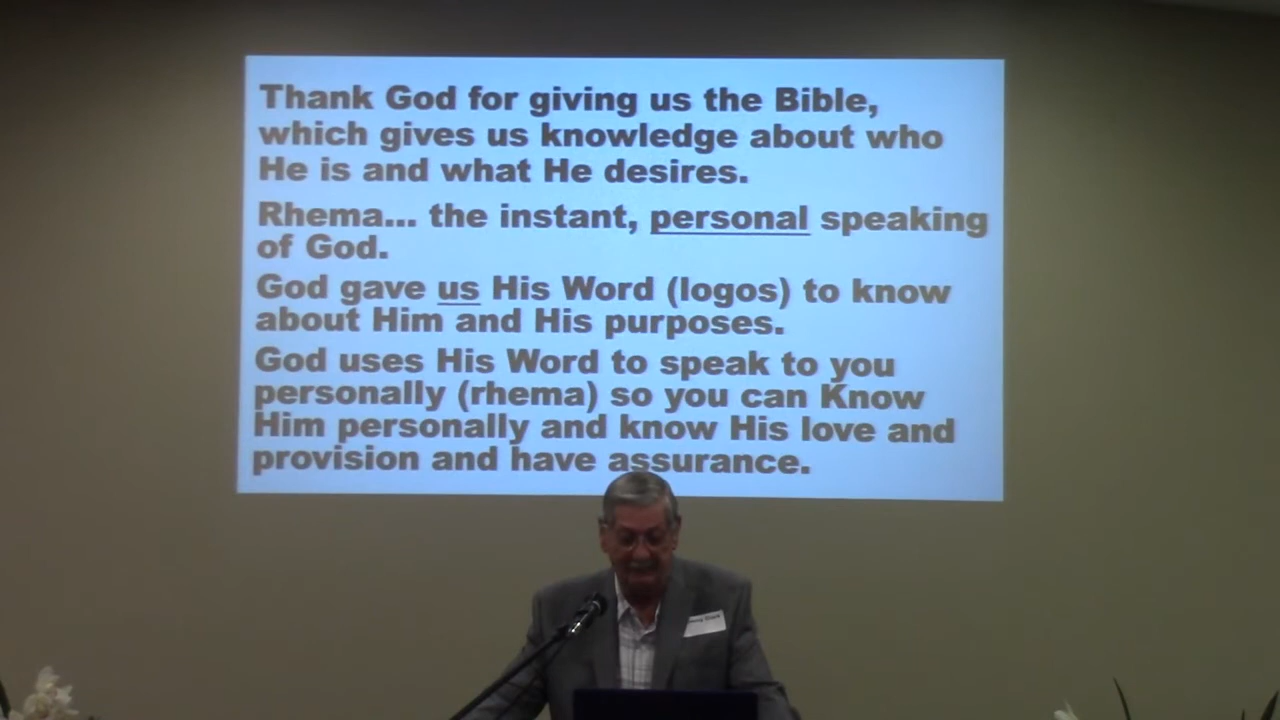 Thank God for giving us the Bible,
which gives us knowledge about who
He is and what He desires.
Rhema... the instant, personal speaking
of God.
God gave us His Word (logos) to know
about Him and His purposes.
God uses His Word to speak to you
personally (rhema) so you can Know
Him personally and know His love and
provision and have assurance.